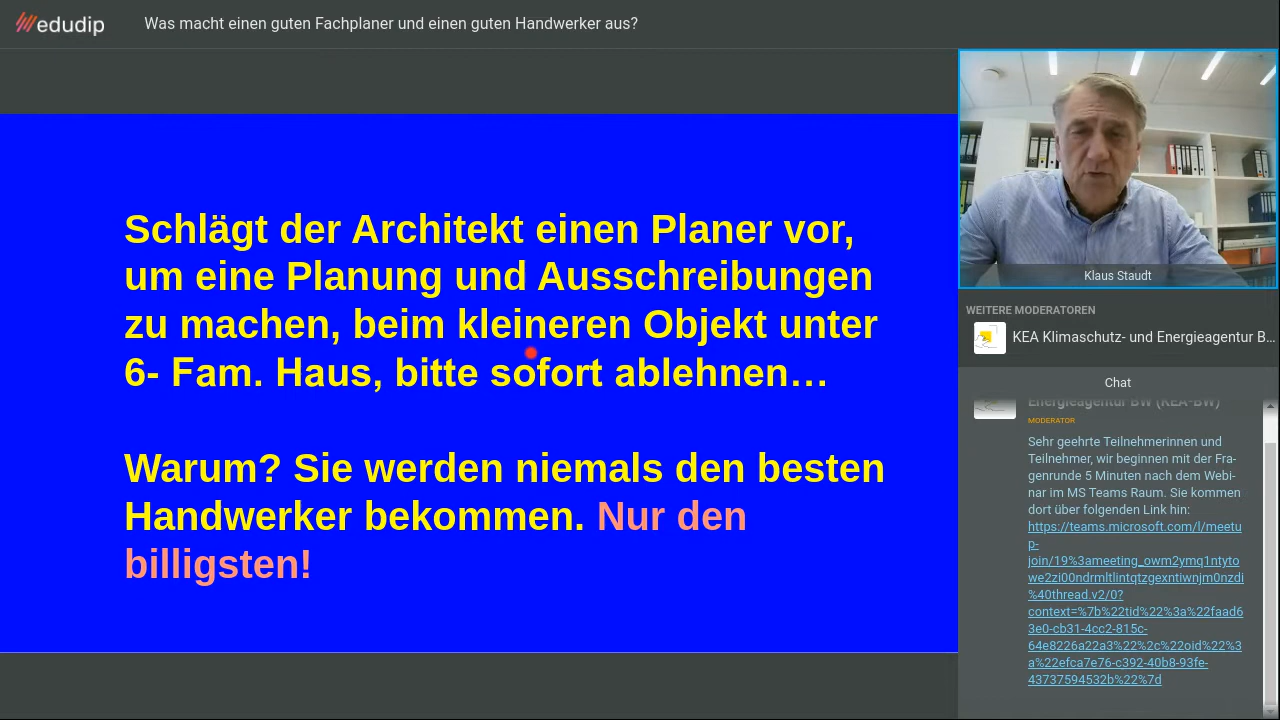 edudip
Was macht einen guten Fachplaner und einen guten Handwerker aus?
Schlägt der Architekt einen Planer vor,
um eine Planung und Ausschreibungen
zu machen, beim kleineren Objekt unter
6- Fam. Haus, bitte sofort ablehnen…
Warum? Sie werden niemals den besten
Handwerker bekommen. Nur den
billigsten!
Klaus Staudt
WEITERE MODERATOREN
KEA Klimaschutz- und Energieagentur B...
Chat
Energieagentur BW (KEA-BW)
MODERATOR
Sehr geehrte Teilnehmerinnen und
Teilnehmer, wir beginnen mit der Fra-
genrunde 5 Minuten nach dem Webi-
nar im MS Teams Raum. Sie kommen
dort über folgenden Link hin:
https://teams.microsoft.com/l/meetu
p-
join/19%3ameeting_owm2ymq1ntyto
we2zi00ndrmltlintqtzgexntiwnjm0nzdi
%40thread.v2/0?
context=%7b%22tid%22%3a%22faad6
3e0-cb31-4cc2-815c-
64e8226a22a3%22%2c%22oid%22%3
a%22efca7e76-c392-40b8-93fe-
43737594532b%22%7d